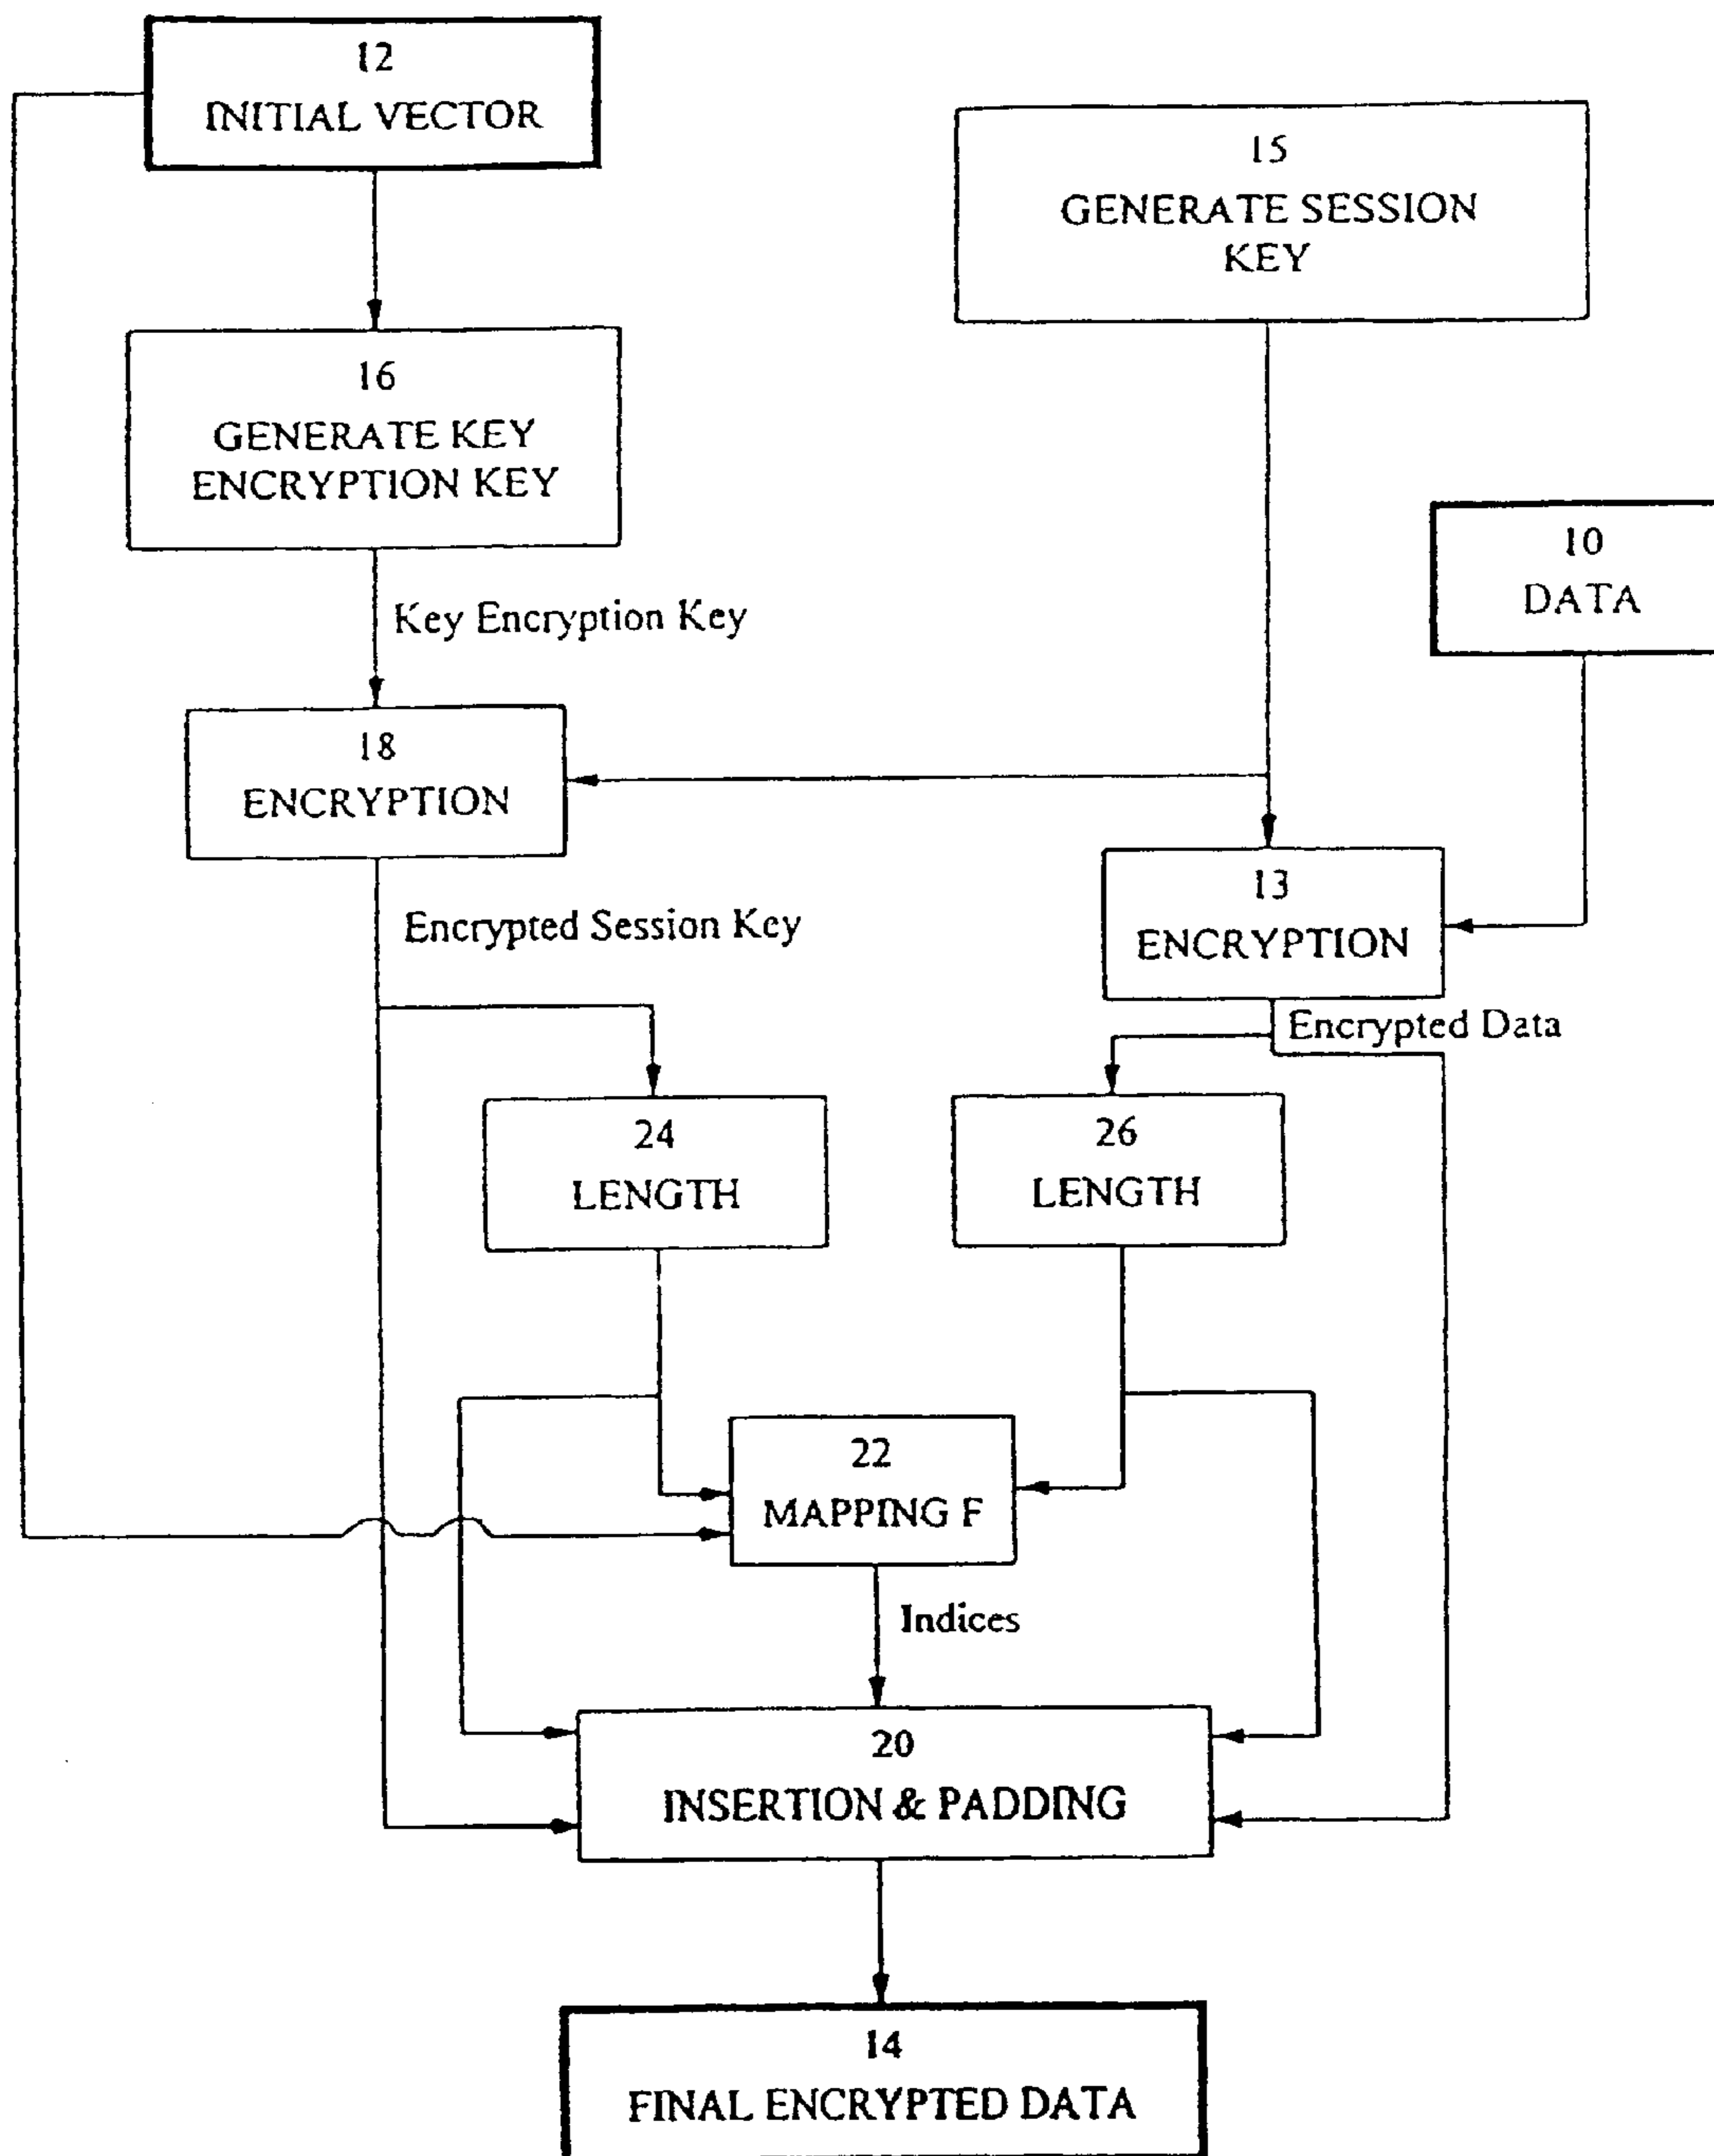 12
INITIAL VECTOR
15
GENERATE SESSION
KEY
16
GENERATE KEY
ENCRYPTION KEY
10
DATA
Key Encryption Key
18
ENCRYPTION
13
ENCRYPTION
Encrypted Session Key
Encrypted Data
24
LENGTH
26
LENGTH
22
MAPPING F
Indices
20
INSERTION & PADDING
14
FINAL ENCRYPTED DATA